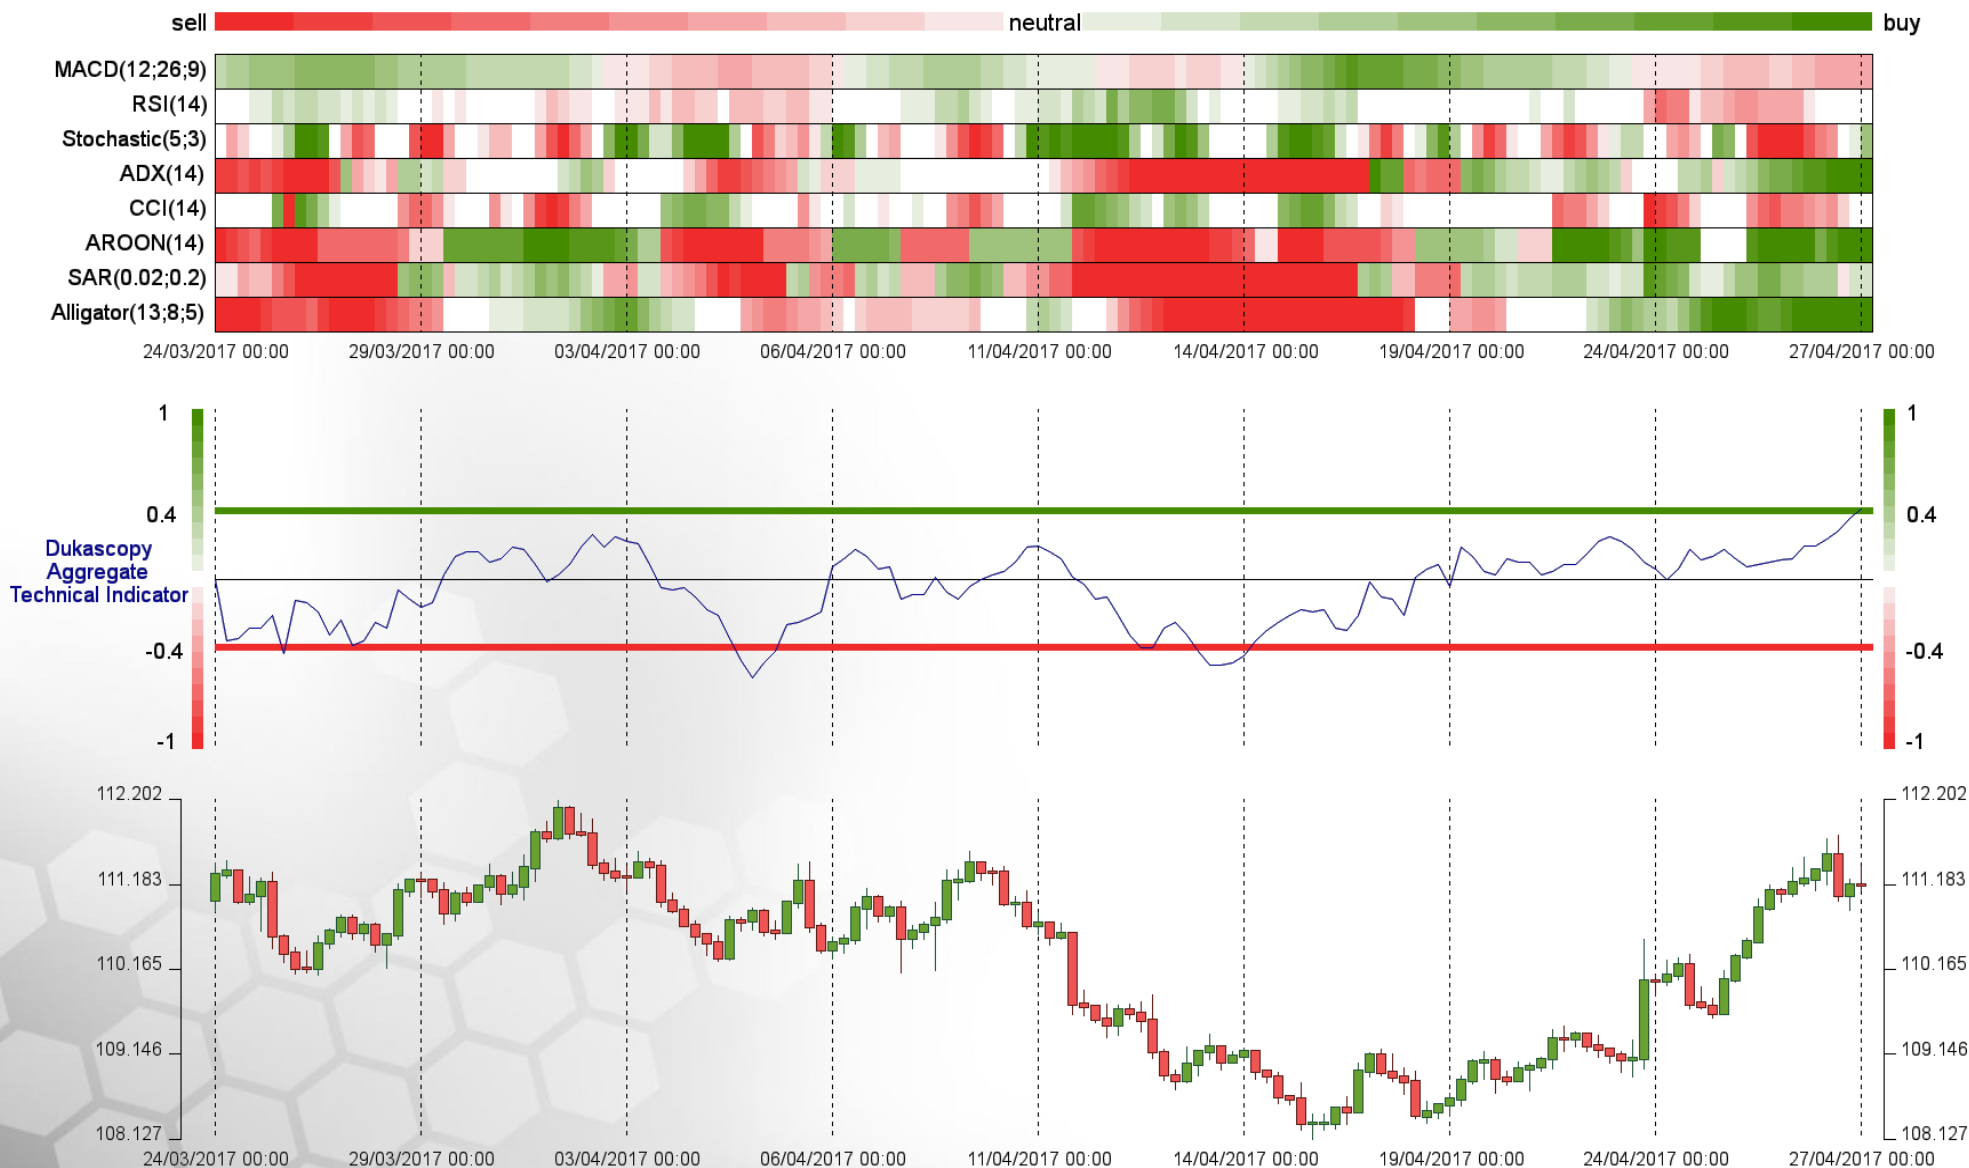 sell neutral buy
MACD(12;26;9)
RSI(14)
Stochastic(5;3)
ADX(14)
CCI(14)
AROON(14)
SAR(0.02;0.2)
Alligator(13;8;5)
24/03/2017 00:00 29/03/2017 00:00 03/04/2017 00:00 06/04/2017 00:00 11/04/2017 00:00 14/04/2017 00:00 19/04/2017 00:00 24/04/2017 00:00 27/04/2017 00:00
1 1
0.4 0.4
Dukascopy
Aggregate
Technical Indicator
-0.4 -0.4
-1 -1
112.202 112.202
111.183 111.183
110.165 110.165
109.146 109.146
108.127 108.127
24/03/2017 00:00 29/03/2017 00:00 03/04/2017 00:00 06/04/2017 00:00 11/04/2017 00:00 14/04/2017 00:00 19/04/2017 00:00 24/04/2017 00:00 27/04/2017 00:00